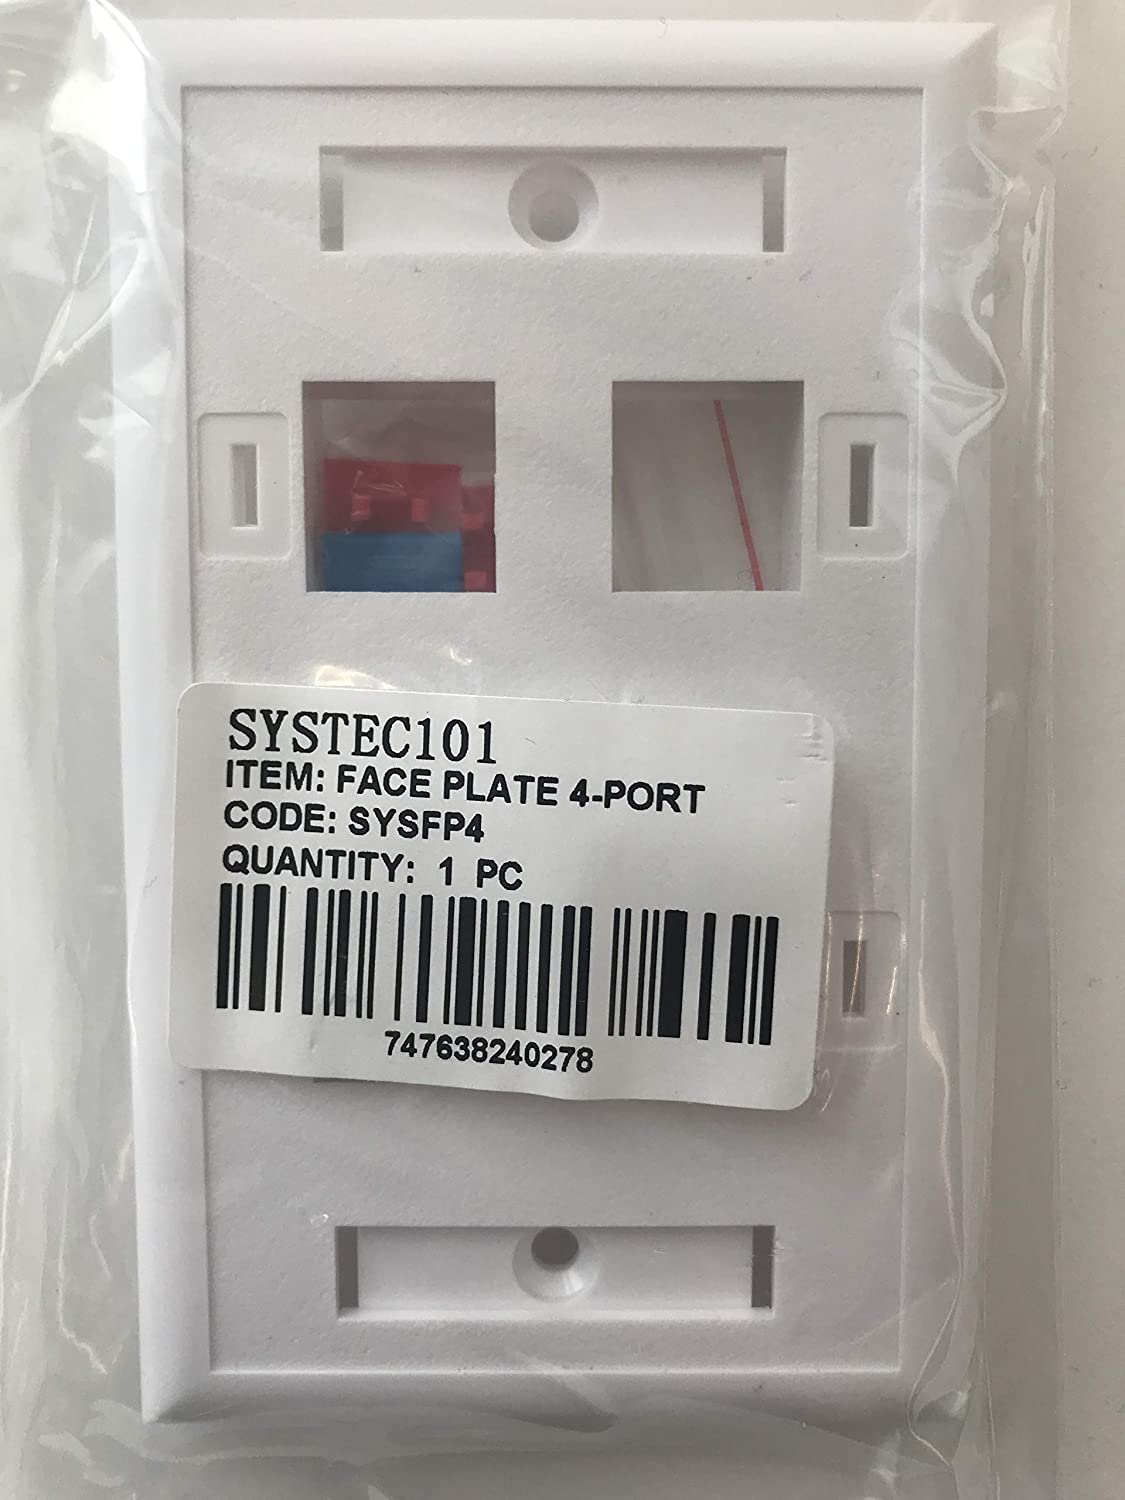 SYSTEC101
ITEM: FACE PLATE 4-PORT
CODE: SYSFP4
QUANTITY: 1 PC
747638240278